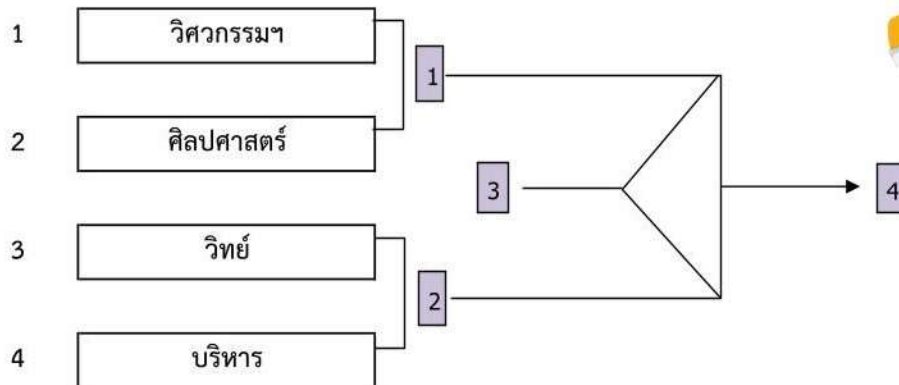 1 วิศวกรรมฯ
1
2 ศิลปศาสตร์
3
4
3 วิทย์
2
4 บริหาร